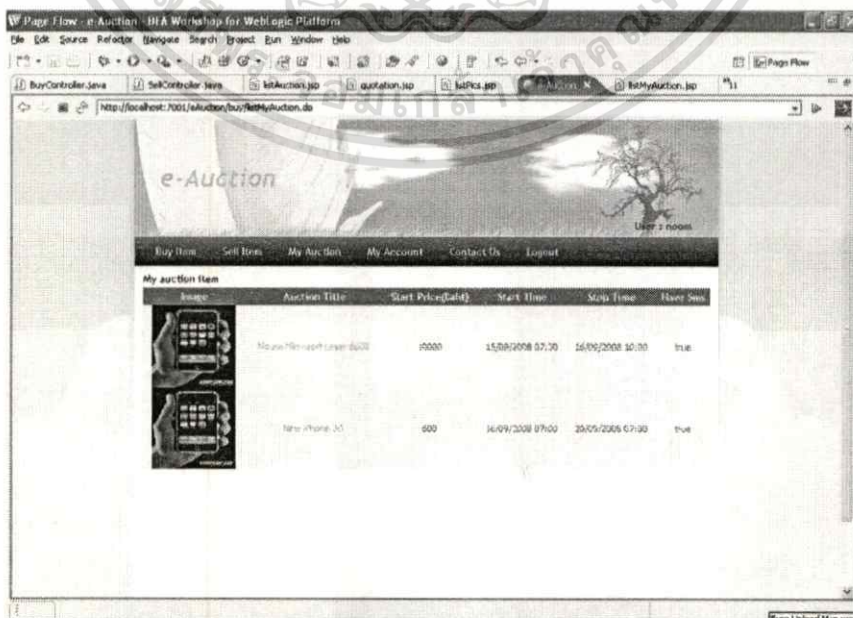 Page Flow - e-Auction - BEA Workshop for WebLogic Platform
File Edit Source Refactor Navigate Search Project Run Window Help
Page Flow
BuyController.java SellController.java listAuction.jsp quotation.jsp listPics.jsp e-Auction listMyAuction.jsp 11
http://localhost:7001/eAuction/buy/listMyAuction.do
e-Auction
User : noom
Buy Item Sell Item My Auction My Account Contact Us Logout
My auction item
Image Auction Title Start Price(Baht) Start Time Stop Time Have Sms
15/09/2008 07:00 16/09/2008 10:00 true
New iPhone 3G 600 16/09/2008 07:00 20/09/2008 07:00 true